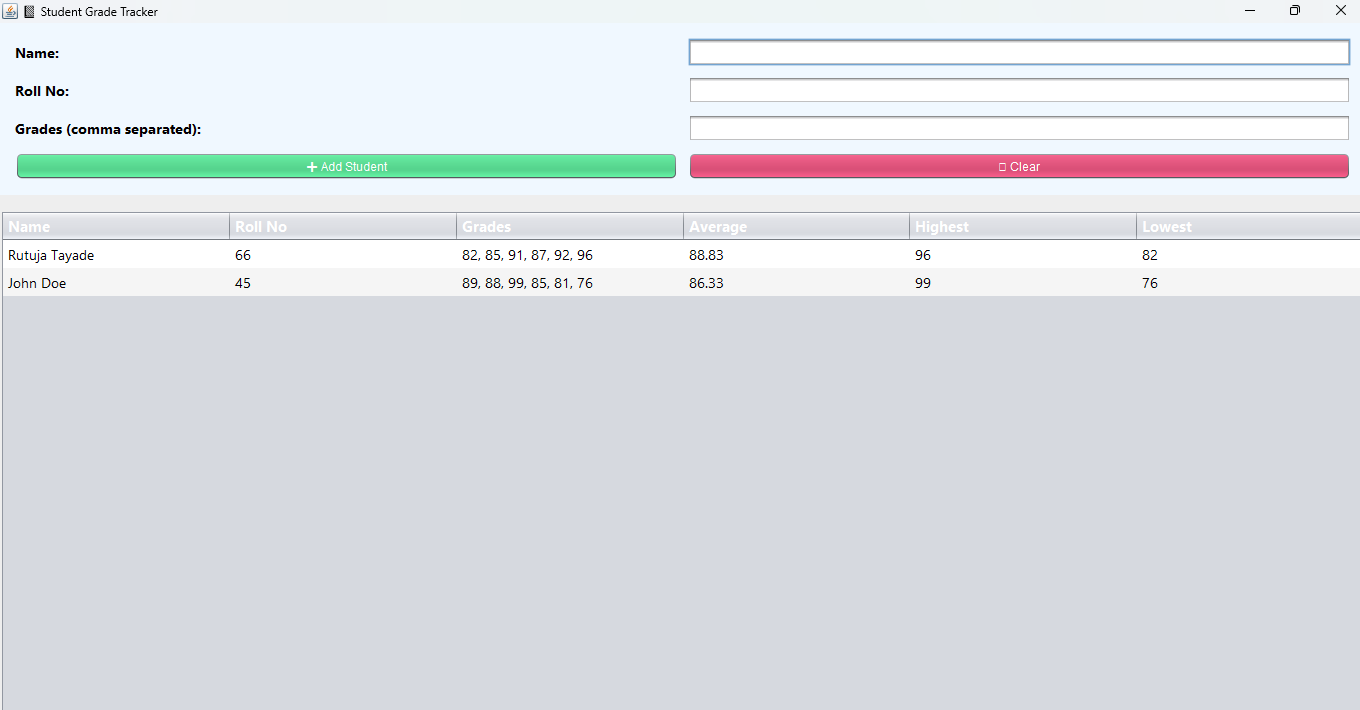 Student Grade Tracker
Name:
Roll No:
Grades (comma separated):
+ Add Student
Clear
Name Roll No Grades Average Highest Lowest
Rutuja Tayade 66 82, 85, 91, 87, 92, 96 88.83 96 82
John Doe 45 89, 88, 99, 85, 81, 76 86.33 99 76